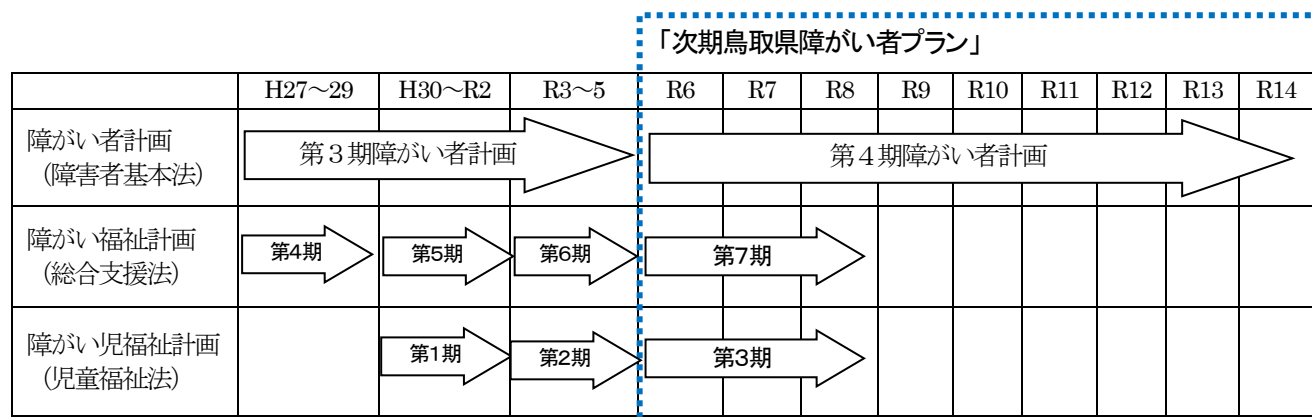 「次期鳥取県障がい者プラン」
H27～29 H30～R2 R3～5 R6 R7 R8 R9 R10 R11 R12 R13 R14
障がい者計画
(障害者基本法)
第３期障がい者計画
第４期障がい者計画
障がい福祉計画
(総合支援法)
第4期 第5期 第6期 第7期
障がい児福祉計画
(児童福祉法)
第1期 第2期 第3期